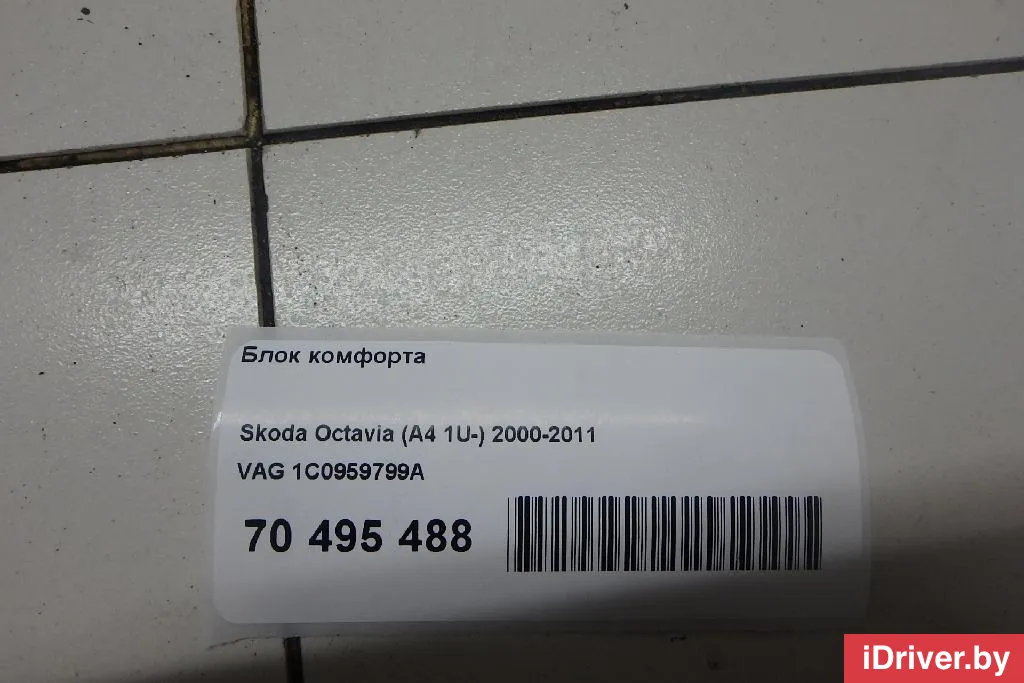 Блок комфорта
Skoda Octavia (A4 1U-) 2000-2011
VAG 1C0959799A
70 495 488
iDriver.by